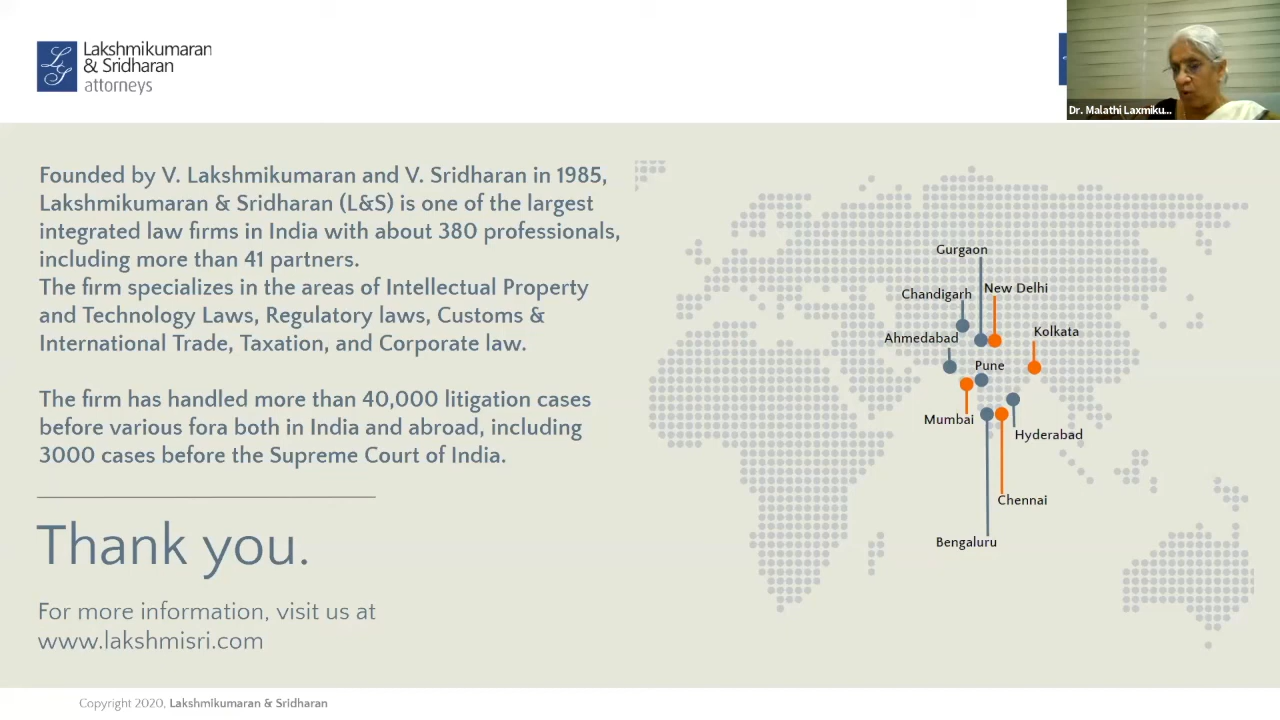 Lakshmikumaran
& Sridharan
attorneys
Dr. Malathi Laxmiku...
Founded by V. Lakshmikumaran and V. Sridharan in 1985,
Lakshmikumaran & Sridharan (L&S) is one of the largest
integrated law firms in India with about 380 professionals,
including more than 41 partners.
The firm specializes in the areas of Intellectual Property
and Technology Laws, Regulatory laws, Customs &
International Trade, Taxation, and Corporate law.
The firm has handled more than 40,000 litigation cases
before various fora both in India and abroad, including
3000 cases before the Supreme Court of India.
Thank you.
For more information, visit us at
www.lakshmisri.com
Gurgaon
New Delhi
Chandigarh
Kolkata
Ahmedabad
Pune
Mumbai
Hyderabad
Chennai
Bengaluru
Copyright 2020, Lakshmikumaran & Sridharan